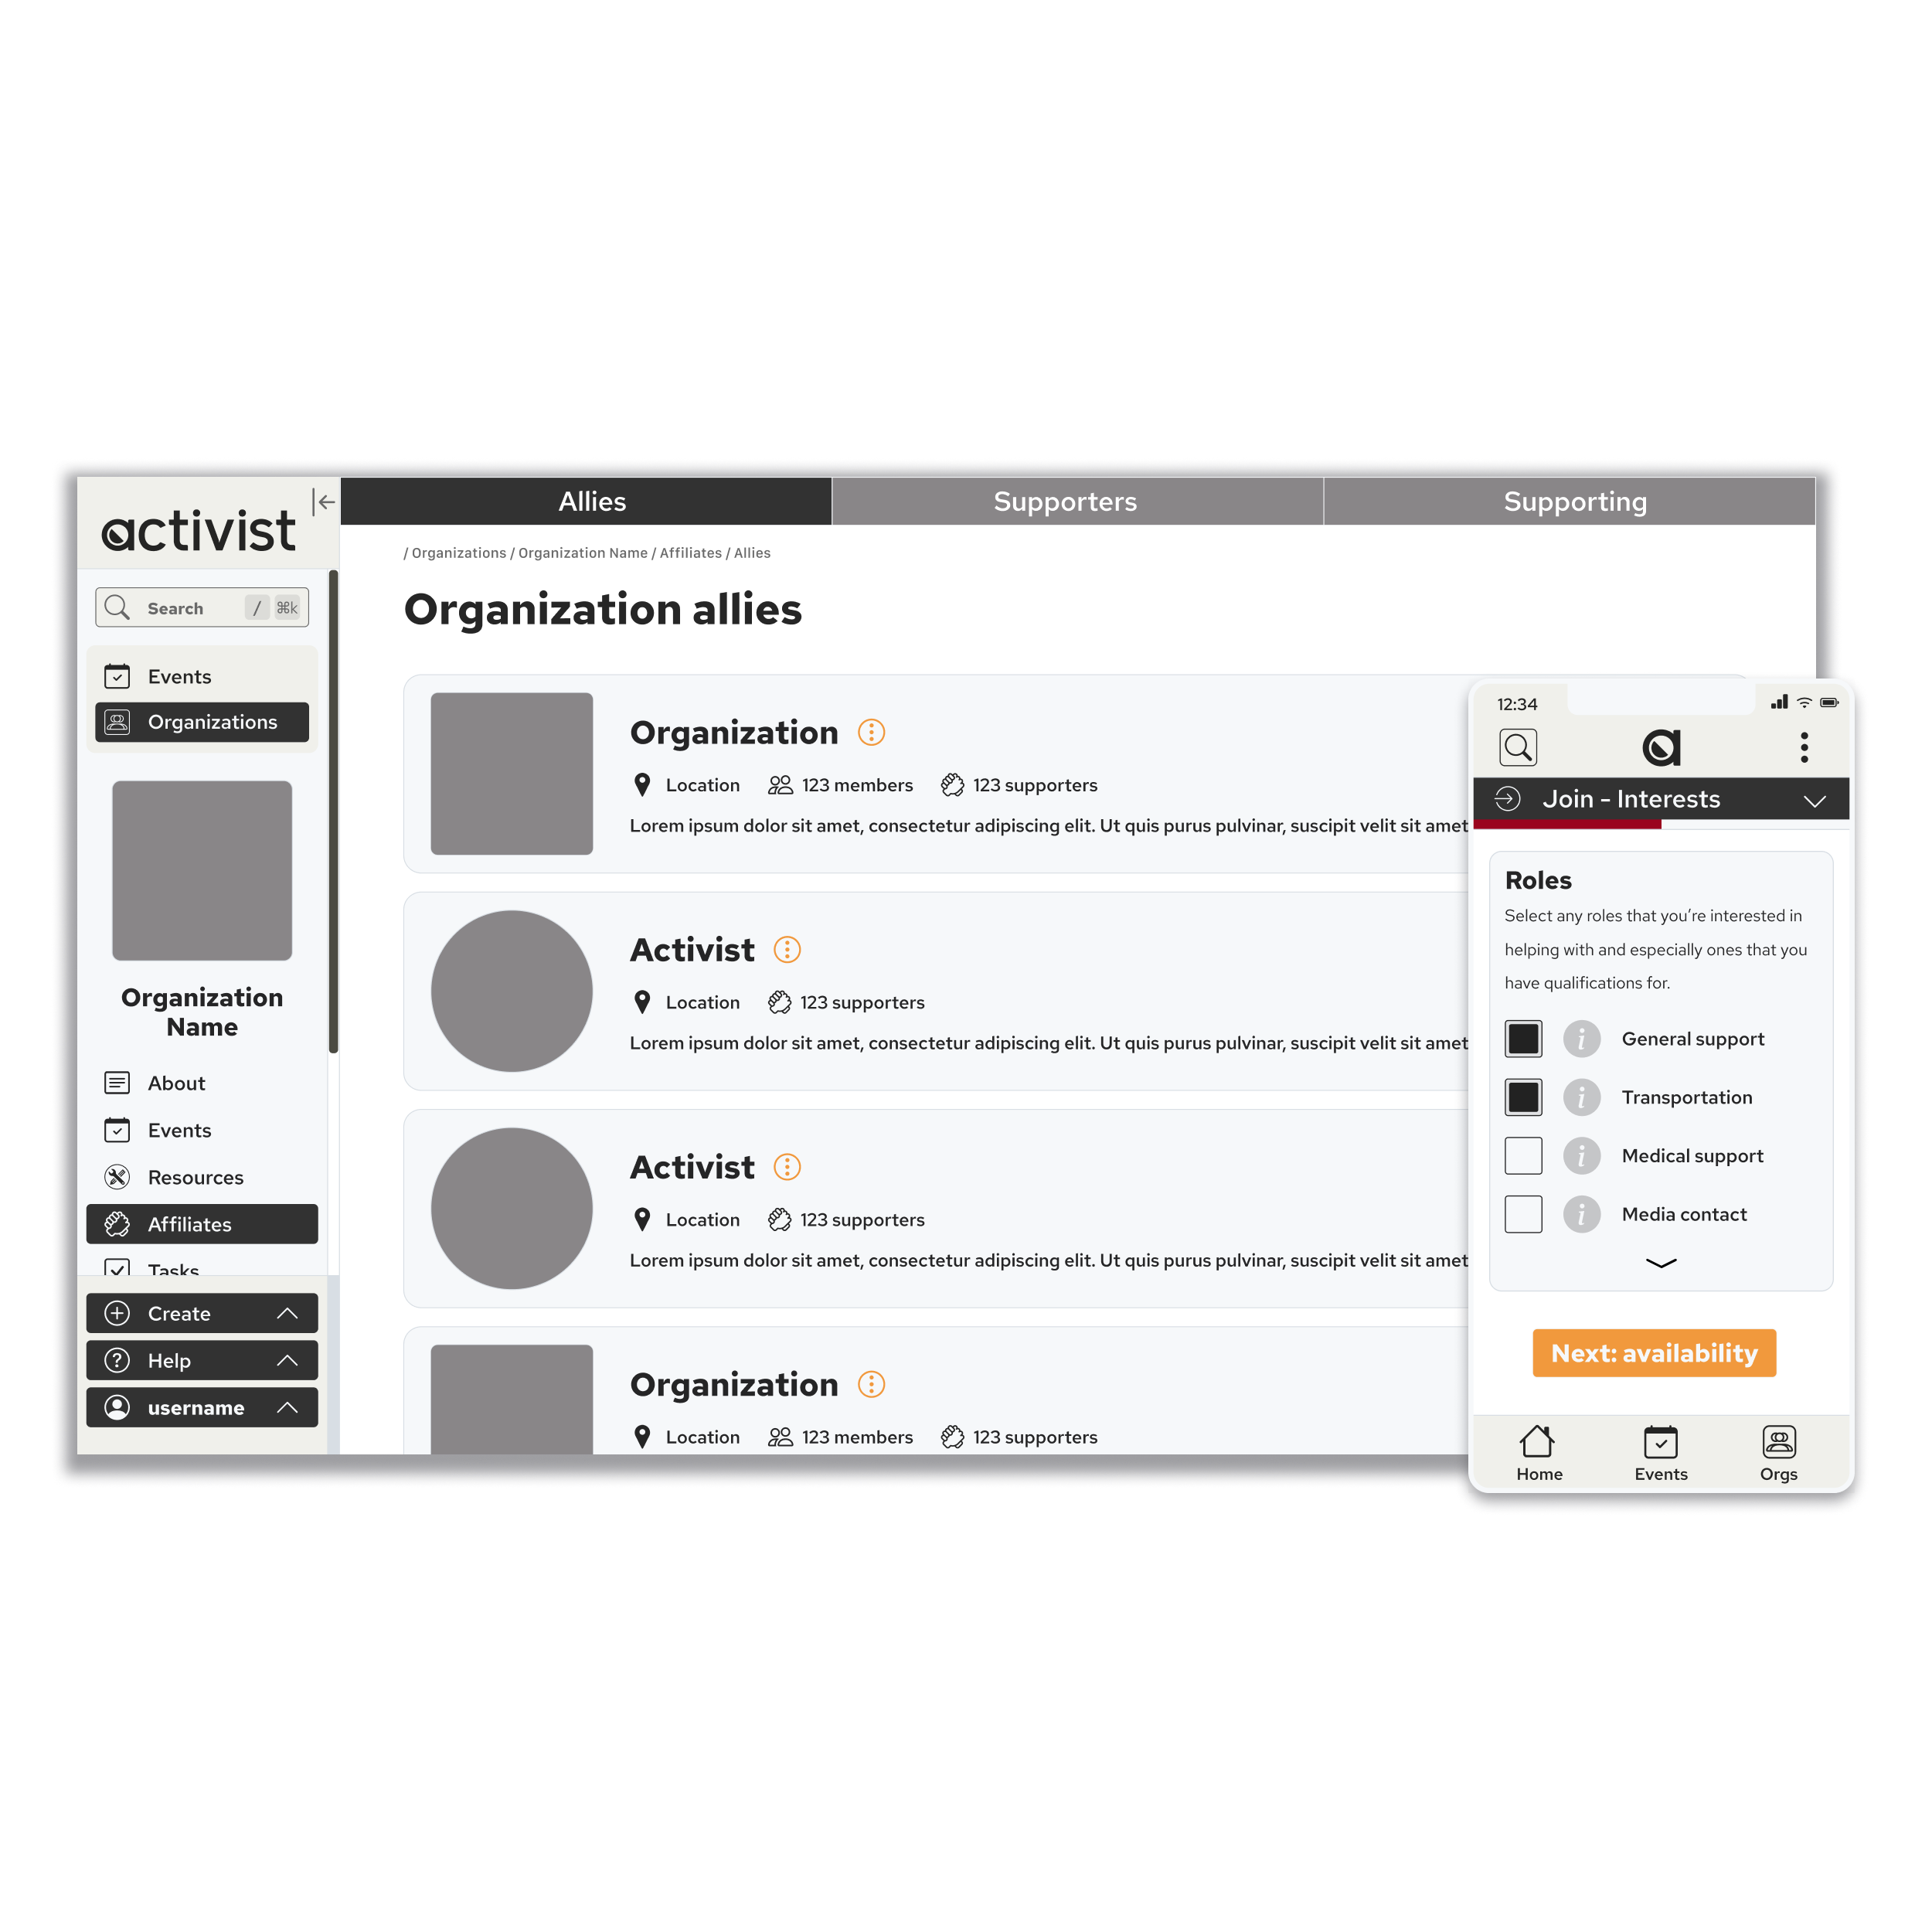 activist
Search / ⌘k
Events
Organizations
Organization
Name
About
Events
Resources
Affiliates
Tasks
Create
Help
username
Allies Supporters Supporting
/ Organizations / Organization Name / Affiliates / Allies
Organization allies
Organization
Location 123 members 123 supporters
Lorem ipsum dolor sit amet, consectetur adipiscing elit. Ut quis purus pulvinar, suscipit velit sit amet
Activist
Location 123 supporters
Lorem ipsum dolor sit amet, consectetur adipiscing elit. Ut quis purus pulvinar, suscipit velit sit amet
Activist
Location 123 supporters
Lorem ipsum dolor sit amet, consectetur adipiscing elit. Ut quis purus pulvinar, suscipit velit sit amet
Organization
Location 123 members 123 supporters
12:34
a
Join - Interests
Roles
Select any roles that you're interested in
helping with and especially ones that you
have qualifications for.
i General support
i Transportation
i Medical support
i Media contact
Next: availability
Home Events Orgs